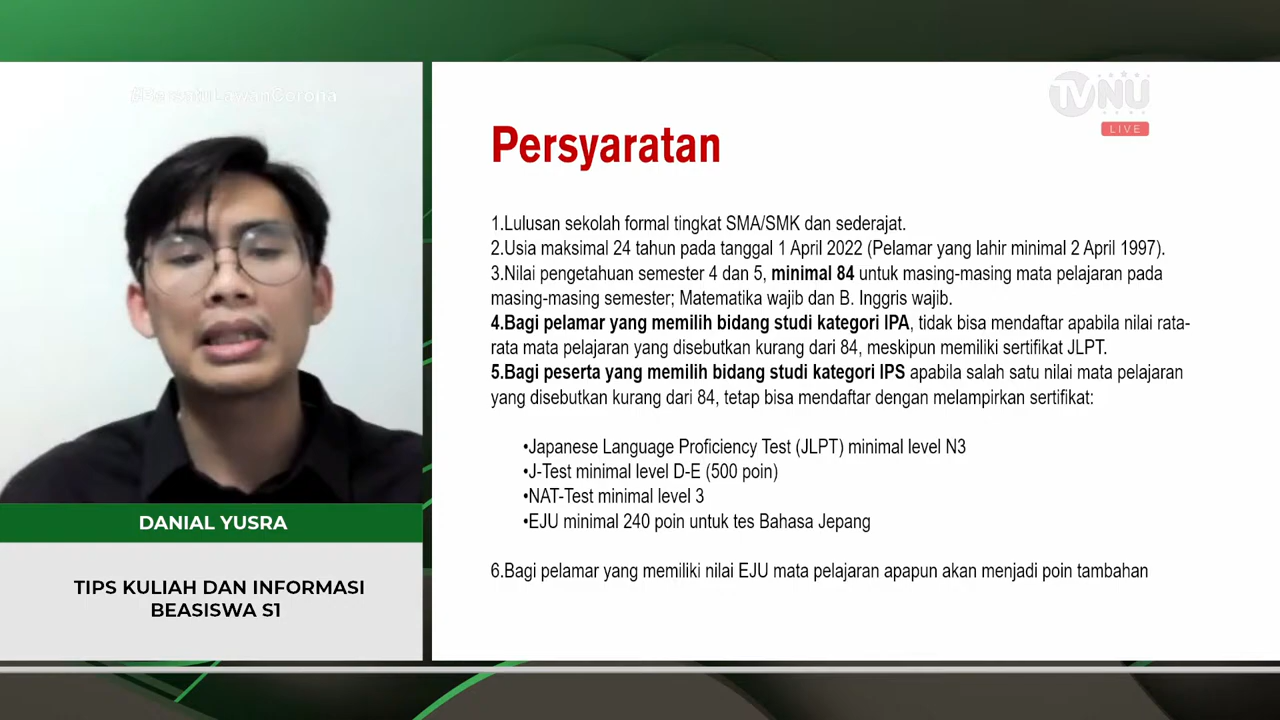 #BersatuLawanCorona
TVNU
LIVE
Persyaratan
1.Lulusan sekolah formal tingkat SMA/SMK dan sederajat.
2.Usia maksimal 24 tahun pada tanggal 1 April 2022 (Pelamar yang lahir minimal 2 April 1997).
3.Nilai pengetahuan semester 4 dan 5, minimal 84 untuk masing-masing mata pelajaran pada
masing-masing semester; Matematika wajib dan B. Inggris wajib.
4.Bagi pelamar yang memilih bidang studi kategori IPA, tidak bisa mendaftar apabila nilai rata-
rata mata pelajaran yang disebutkan kurang dari 84, meskipun memiliki sertifikat JLPT.
5.Bagi peserta yang memilih bidang studi kategori IPS apabila salah satu nilai mata pelajaran
yang disebutkan kurang dari 84, tetap bisa mendaftar dengan melampirkan sertifikat:
•Japanese Language Proficiency Test (JLPT) minimal level N3
•J-Test minimal level D-E (500 poin)
•NAT-Test minimal level 3
•EJU minimal 240 poin untuk tes Bahasa Jepang
6.Bagi pelamar yang memiliki nilai EJU mata pelajaran apapun akan menjadi poin tambahan
DANIAL YUSRA
TIPS KULIAH DAN INFORMASI
BEASISWA S1